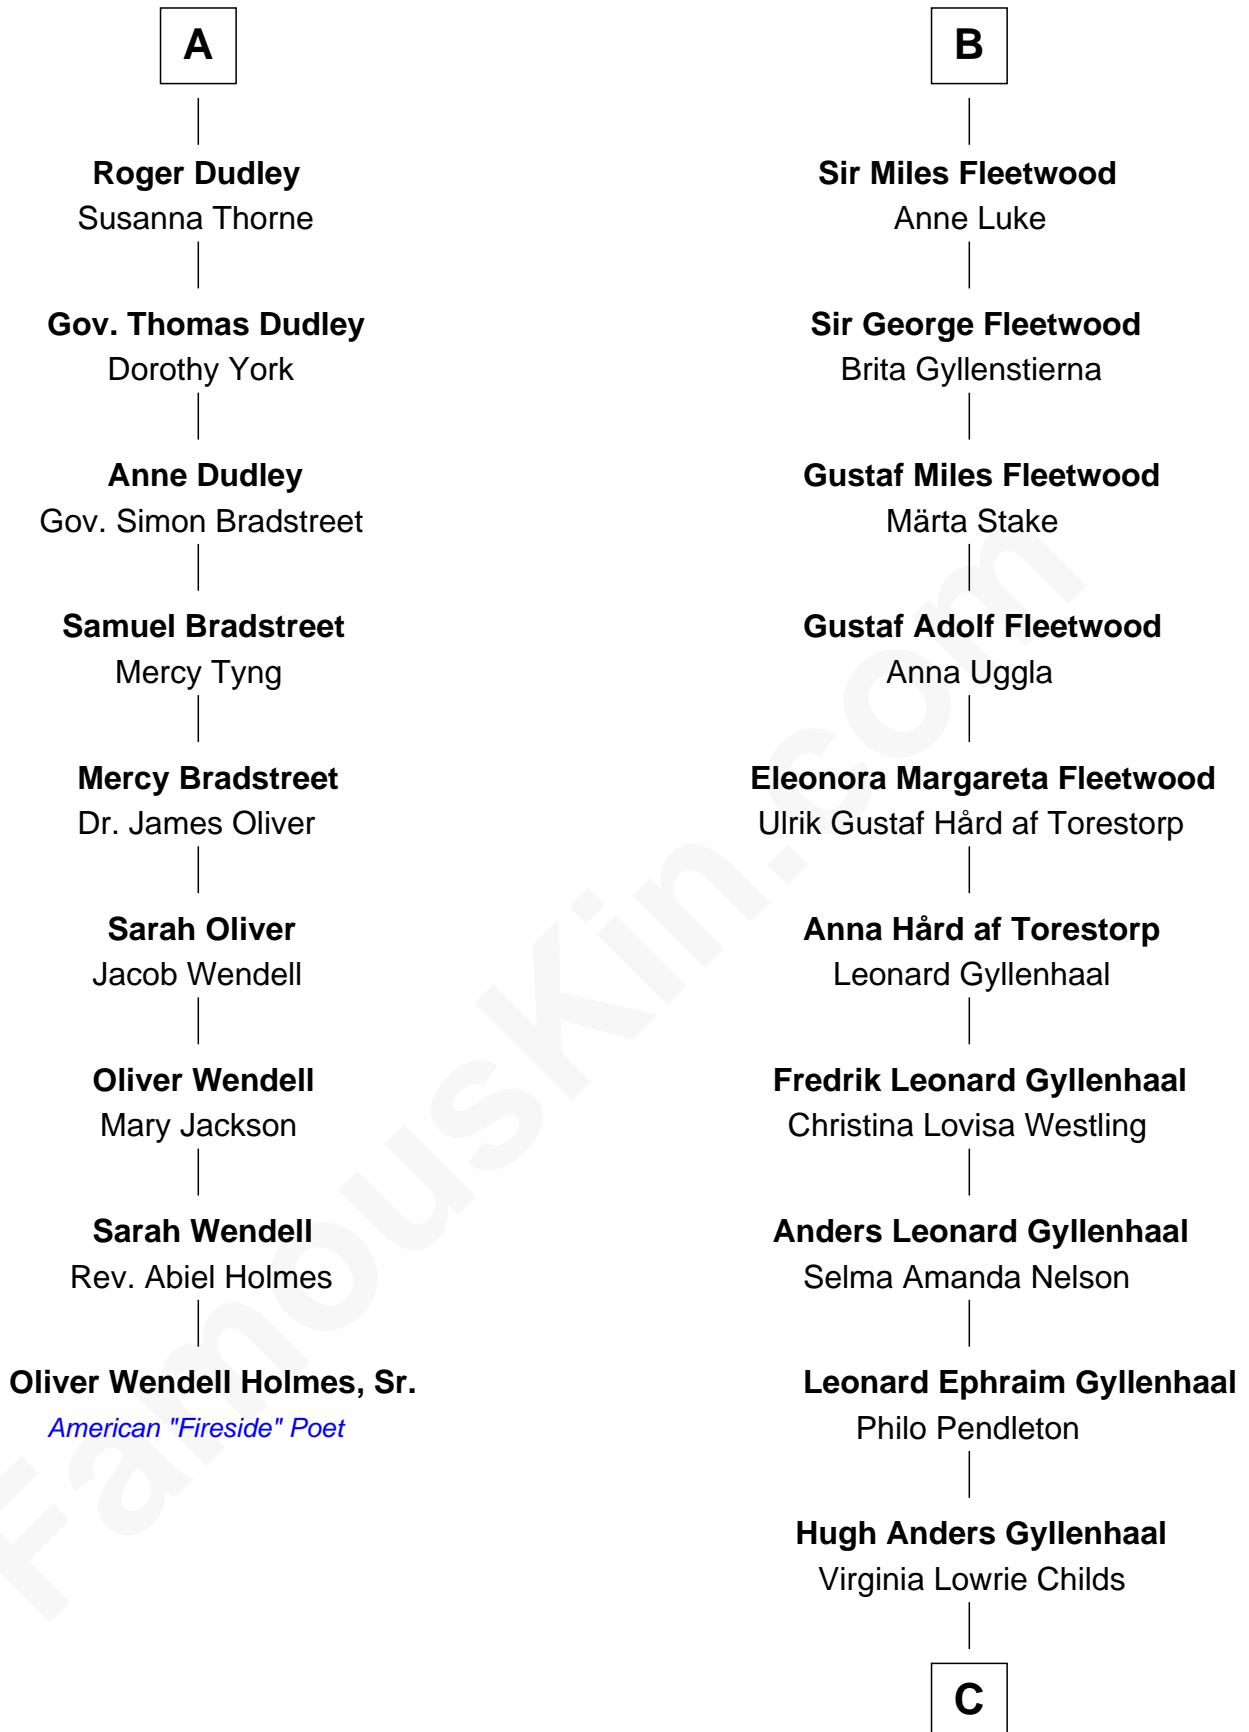 A
Roger Dudley
Susanna Thorne
Gov. Thomas Dudley
Dorothy York
Anne Dudley
Gov. Simon Bradstreet
Samuel Bradstreet
Mercy Tyng
Mercy Bradstreet
Dr. James Oliver
Sarah Oliver
Jacob Wendell
Oliver Wendell
Mary Jackson
Sarah Wendell
Rev. Abiel Holmes
Oliver Wendell Holmes, Sr.
American "Fireside" Poet
B
Sir Miles Fleetwood
Anne Luke
Sir George Fleetwood
Brita Gyllenstierna
Gustaf Miles Fleetwood
Märta Stake
Gustaf Adolf Fleetwood
Anna Uggla
Eleonora Margareta Fleetwood
Ulrik Gustaf Hård af Torestorp
Anna Hård af Torestorp
Leonard Gyllenhaal
Fredrik Leonard Gyllenhaal
Christina Lovisa Westling
Anders Leonard Gyllenhaal
Selma Amanda Nelson
Leonard Ephraim Gyllenhaal
Philo Pendleton
Hugh Anders Gyllenhaal
Virginia Lowrie Childs
C
FamousKin.com